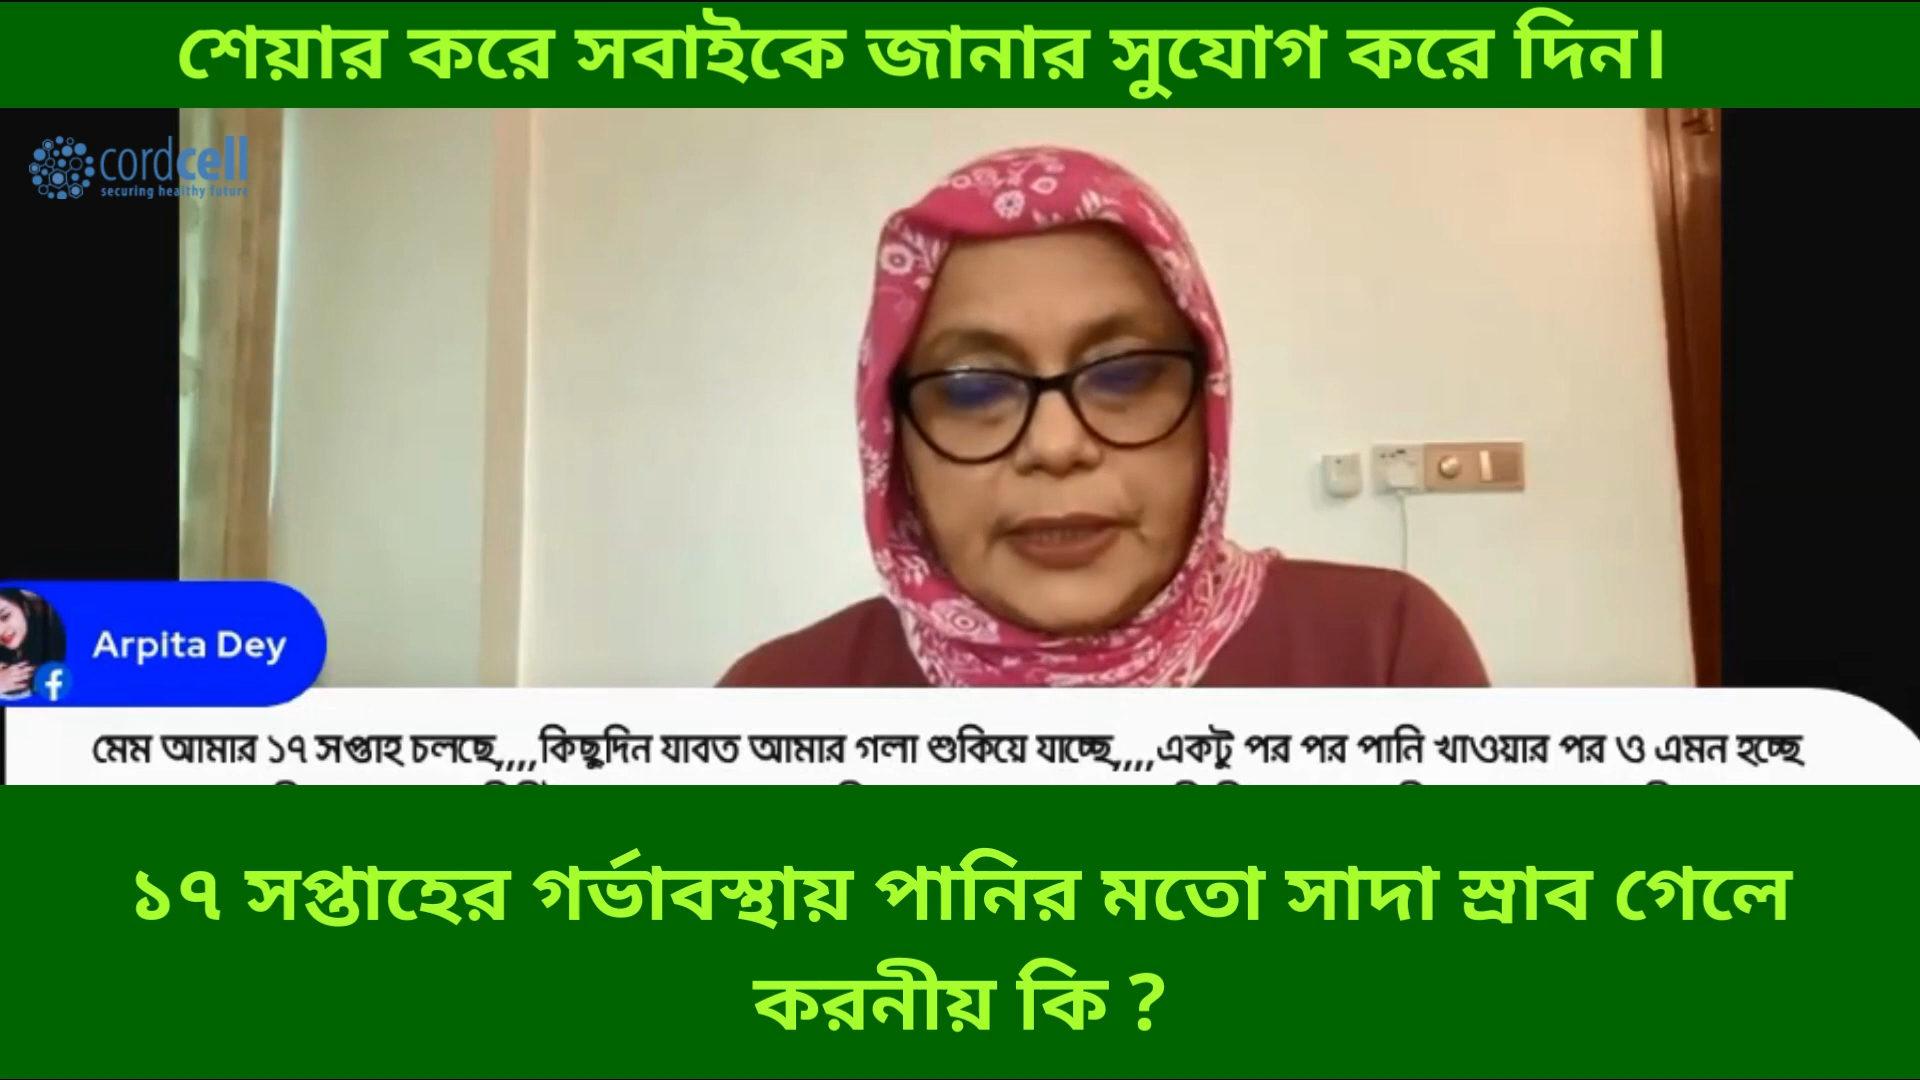 শেয়ার করে সবাইকে জানার সুযোগ করে দিন।
cordcell
securing healthy future
Arpita Dey
মেম আমার ১৭ সপ্তাহ চলছে,,,,কিছুদিন যাবত আমার গলা শুকিয়ে যাচ্ছে,,,,একটু পর পর পানি খাওয়ার পর ও এমন হচ্ছে
১৭ সপ্তাহের গর্ভাবস্থায় পানির মতো সাদা স্রাব গেলে
করনীয় কি ?